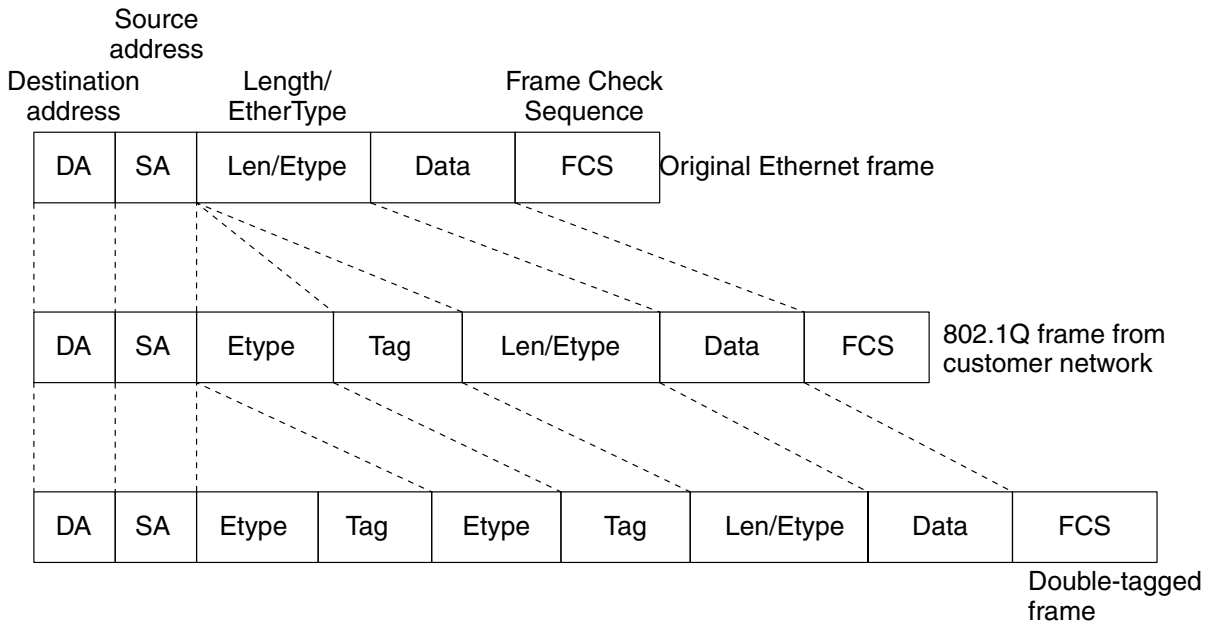 Source
address
Destination
address
Length/
EtherType
Frame Check
Sequence
DA SA Len/Etype Data FCS Original Ethernet frame
DA SA Etype Tag Len/Etype Data FCS
802.1Q frame from
customer network
DA SA Etype Tag Etype Tag Len/Etype Data FCS
Double-tagged
frame